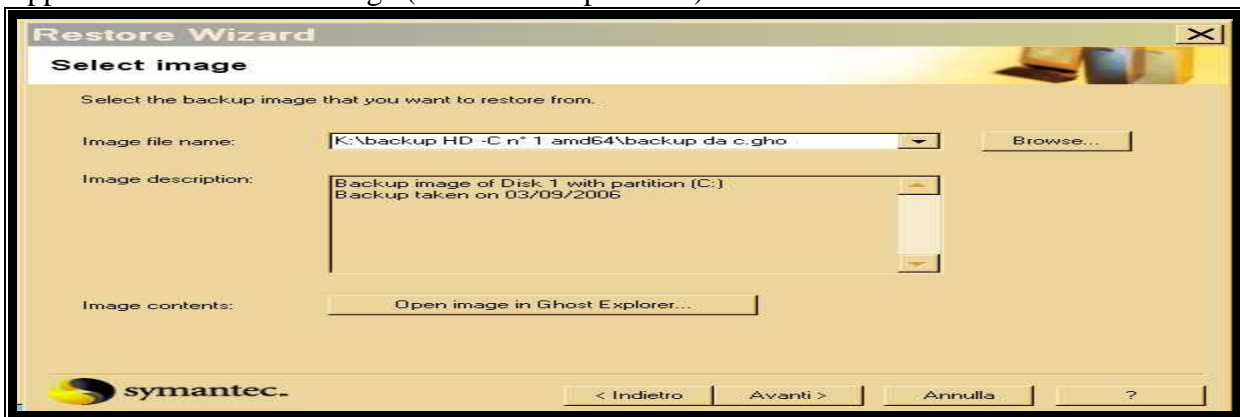 Restore Wizard
Select image
Select the backup image that you want to restore from.
Image file name:
K:\backup HD -C n° 1 amd64\backup da c.gho
Browse...
Image description:
Backup image of Disk 1 with partition (C:)
Backup taken on 03/09/2006
Image contents:
Open image in Ghost Explorer...
symantec.
< Indietro
Avanti >
Annulla
?